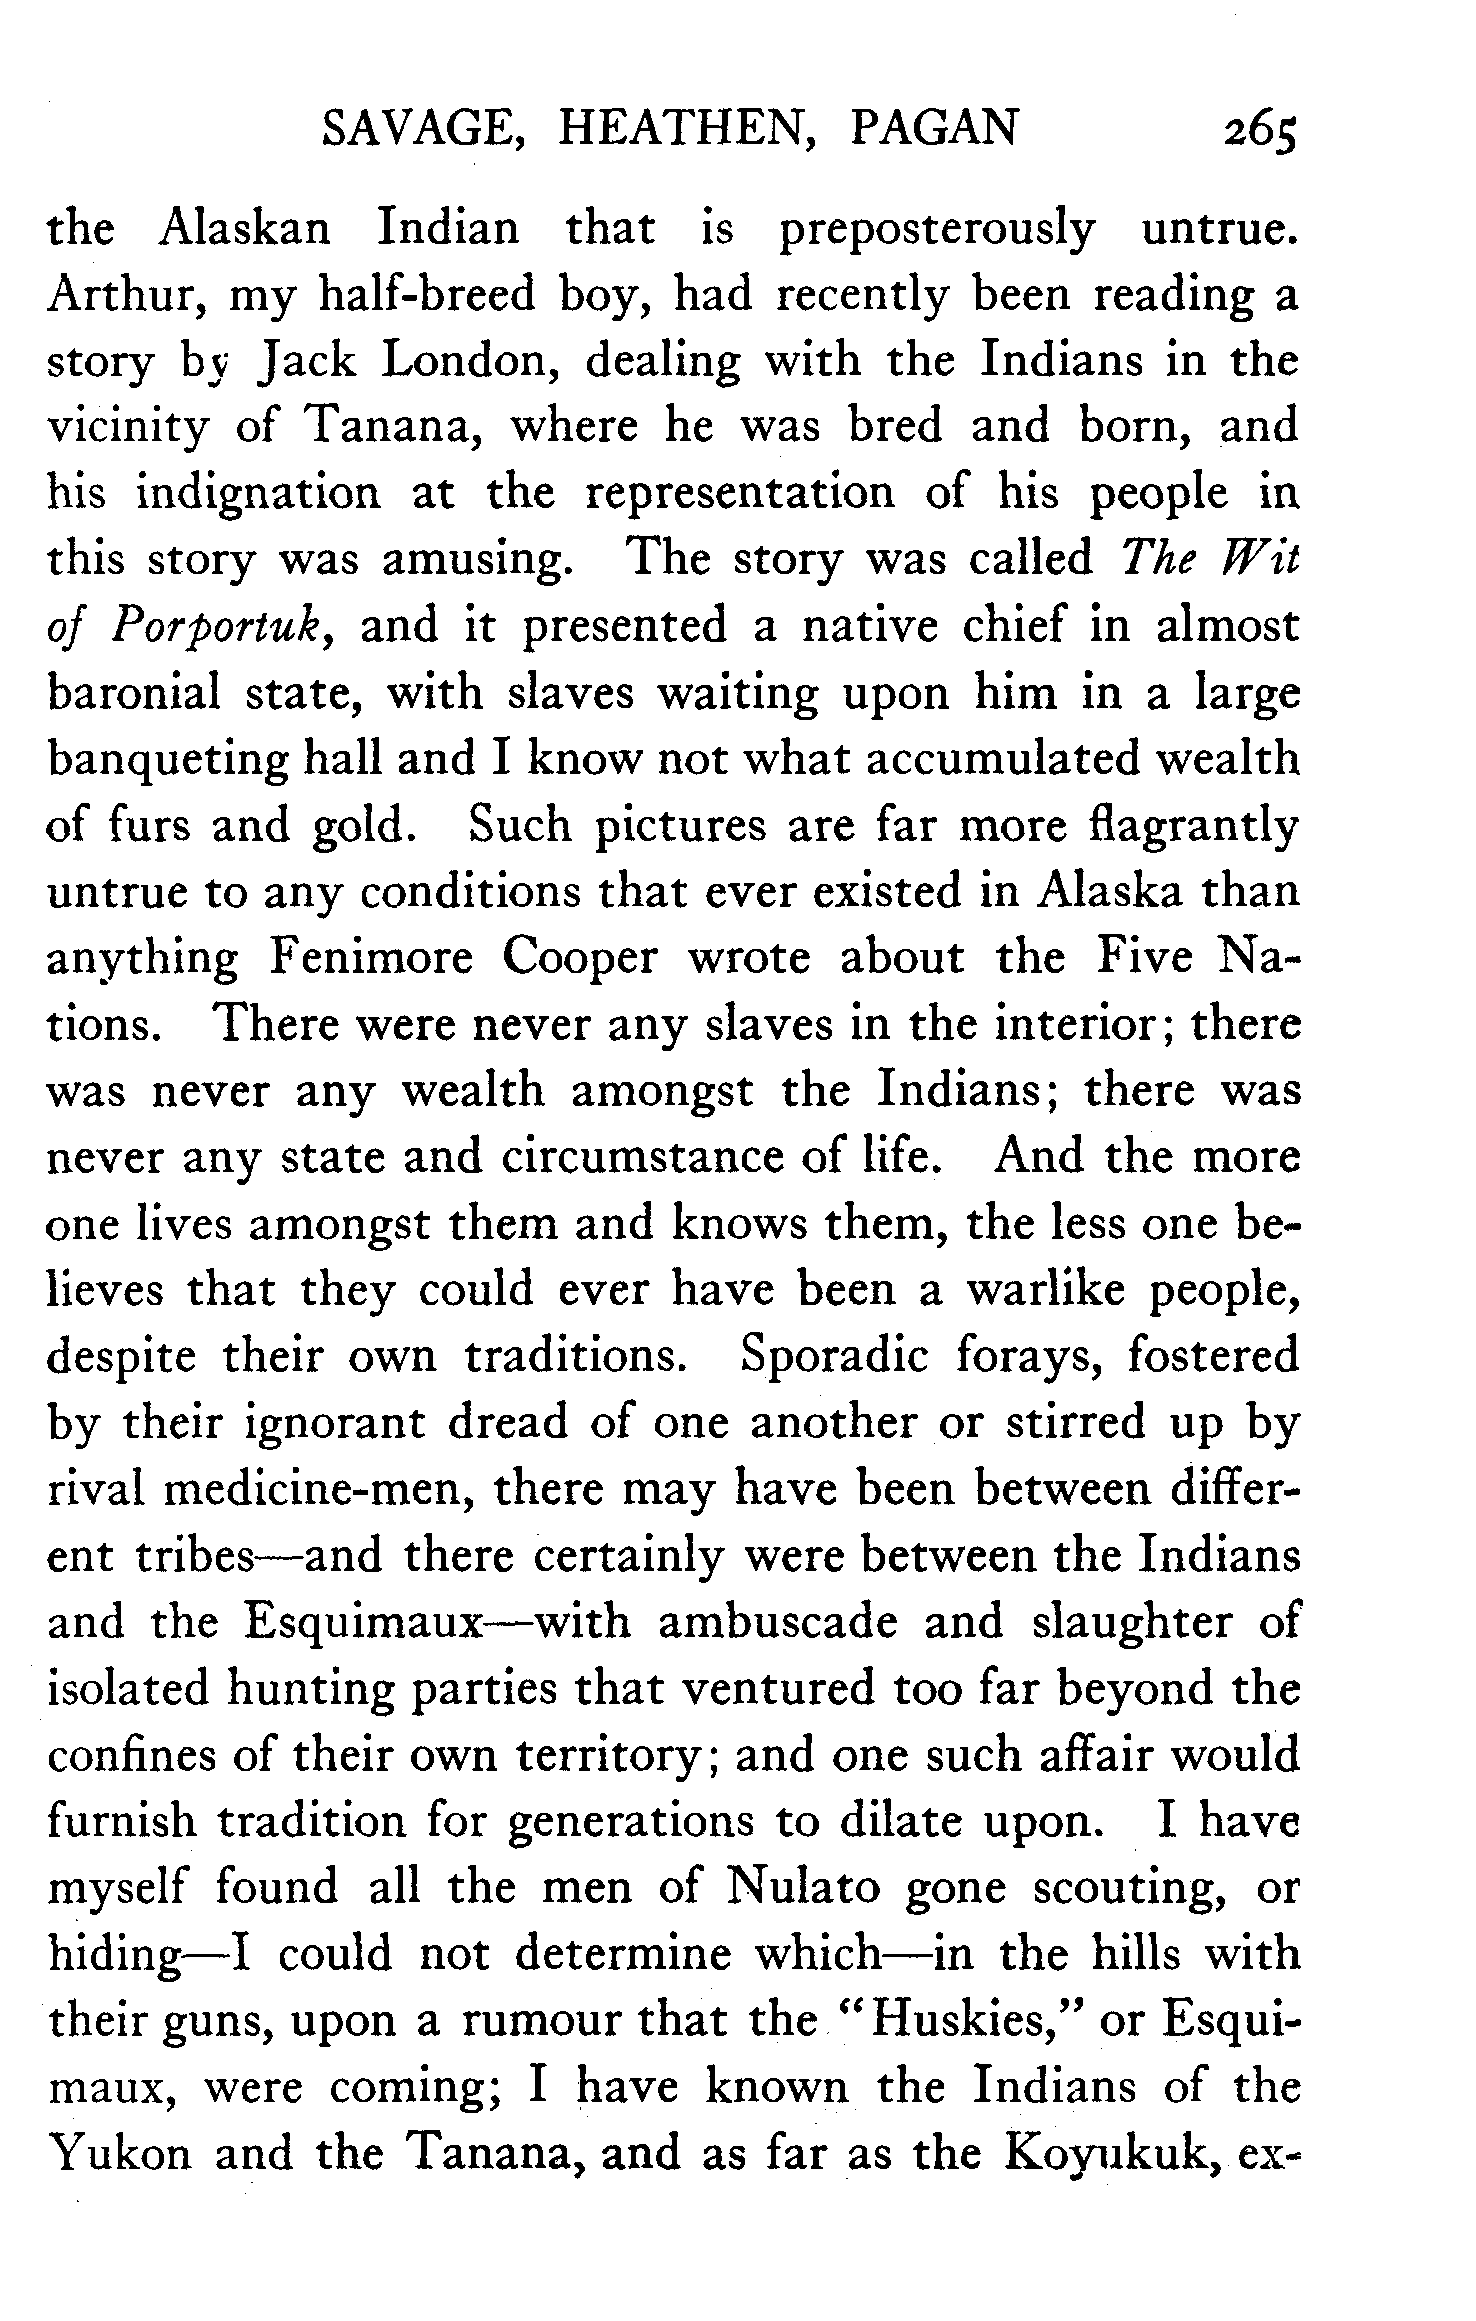 SAVAGE, HEATHEN, PAGAN 265
the Alaskan Indian that is preposterously untrue.
Arthur, my half-breed boy, had recently been reading a
story by Jack London, dealing with the Indians in the
vicinity of Tanana, where he was bred and born, and
his indignation at the representation of his people in
this story was amusing. The story was called The Wit
of Porportuk, and it presented a native chief in almost
baronial state, with slaves waiting upon him in a large
banqueting hall and I know not what accumulated wealth
of furs and gold. Such pictures are far more flagrantly
untrue to any conditions that ever existed in Alaska than
anything Fenimore Cooper wrote about the Five Na-
tions. There were never any slaves in the interior; there
was never any wealth amongst the Indians; there was
never any state and circumstance of life. And the more
one lives amongst them and knows them, the less one be-
lieves that they could ever have been a warlike people,
despite their own traditions. Sporadic forays, fostered
by their ignorant dread of one another or stirred up by
rival medicine-men, there may have been between differ-
ent tribes—and there certainly were between the Indians
and the Esquimaux—with ambuscade and slaughter of
isolated hunting parties that ventured too far beyond the
confines of their own territory; and one such affair would
furnish tradition for generations to dilate upon. I have
myself found all the men of Nulato gone scouting, or
hiding—I could not determine which—in the hills with
their guns, upon a rumour that the “Huskies,” or Esqui-
maux, were coming; I have known the Indians of the
Yukon and the Tanana, and as far as the Koyukuk, ex-